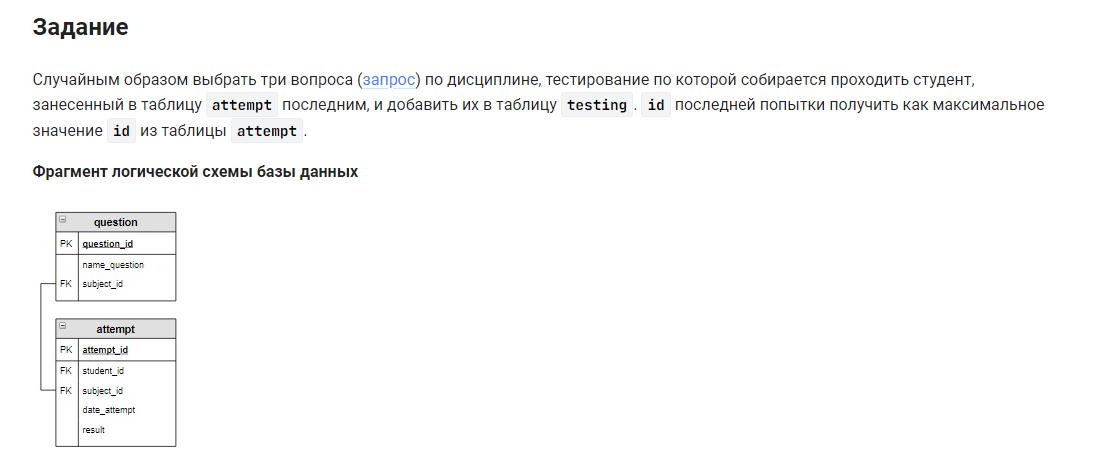 Задание
Случайным образом выбрать три вопроса (запрос) по дисциплине, тестирование по которой собирается проходить студент,
занесенный в таблицу attempt последним, и добавить их в таблицу testing. id последней попытки получить как максимальное
значение id из таблицы attempt.
Фрагмент логической схемы базы данных
question
PK question_id
name_question
FK subject_id
attempt
PK attempt_id
FK student_id
FK subject_id
date_attempt
result